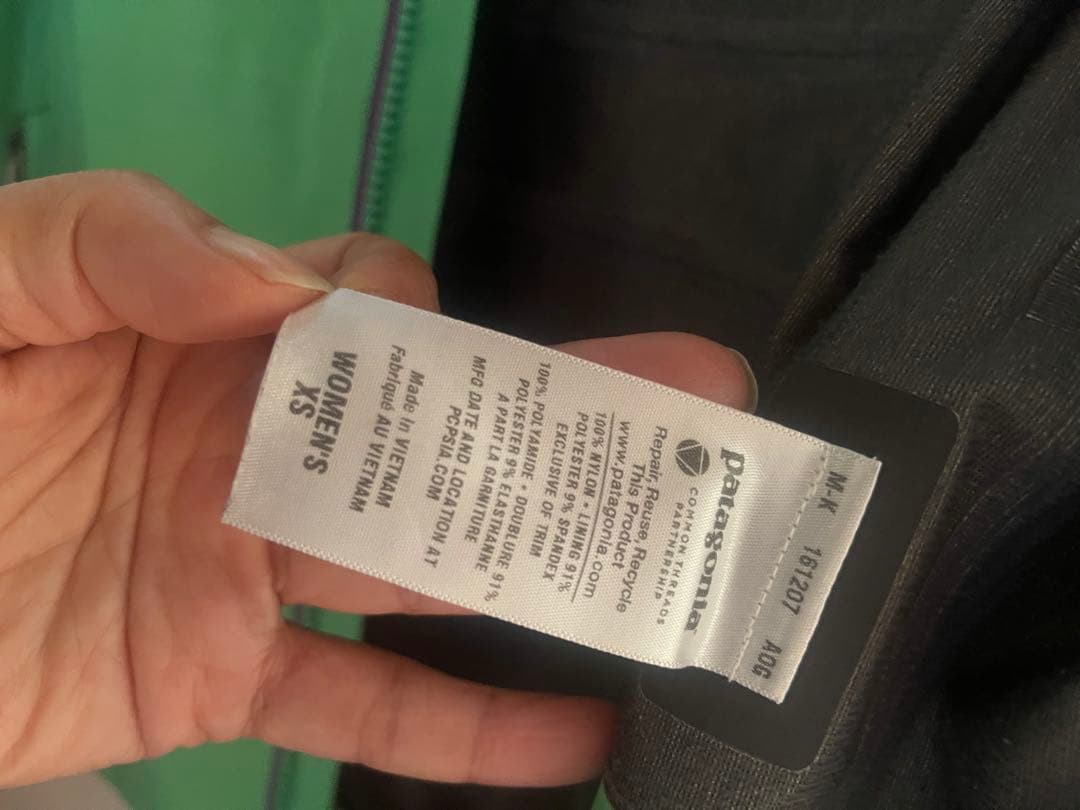 M-K 161207 AOG
patagonia
COMMON THREADS
PARTNERSHIP
Repair, Reuse, Recycle
This Product
www.patagonia.com
100% NYLON • LINING 91%
POLYESTER 9% SPANDEX
EXCLUSIVE OF TRIM
100% POLYAMIDE • DOUBLURE 91%
POLYESTER 9% ELASTHANNE
A PART LA GARNITURE
MFG DATE AND LOCATION AT
PCPSIA.COM
Made in VIETNAM
Fabriqué AU VIETNAM
WOMEN'S
XS